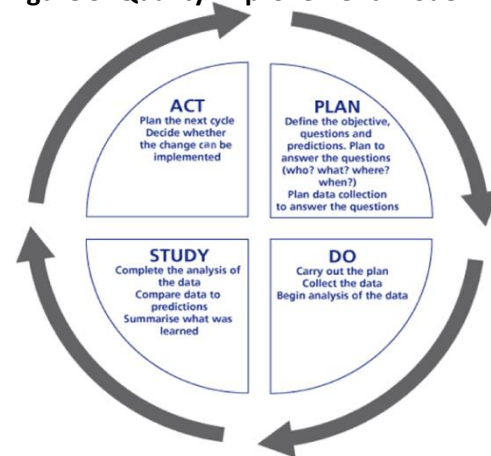 Quality
ACT
Plan the next cycle
Decide whether
the change can be
implemented
PLAN
Define the objective,
questions and
predictions. Plan to
answer the questions
(who? what? where?
when?)
Plan data collection
to answer the questions
STUDY
Complete the analysis of
the data
Compare data to
predictions
Summarise what was
learned
DO
Carry out the plan
Collect the data
Begin analysis of the data